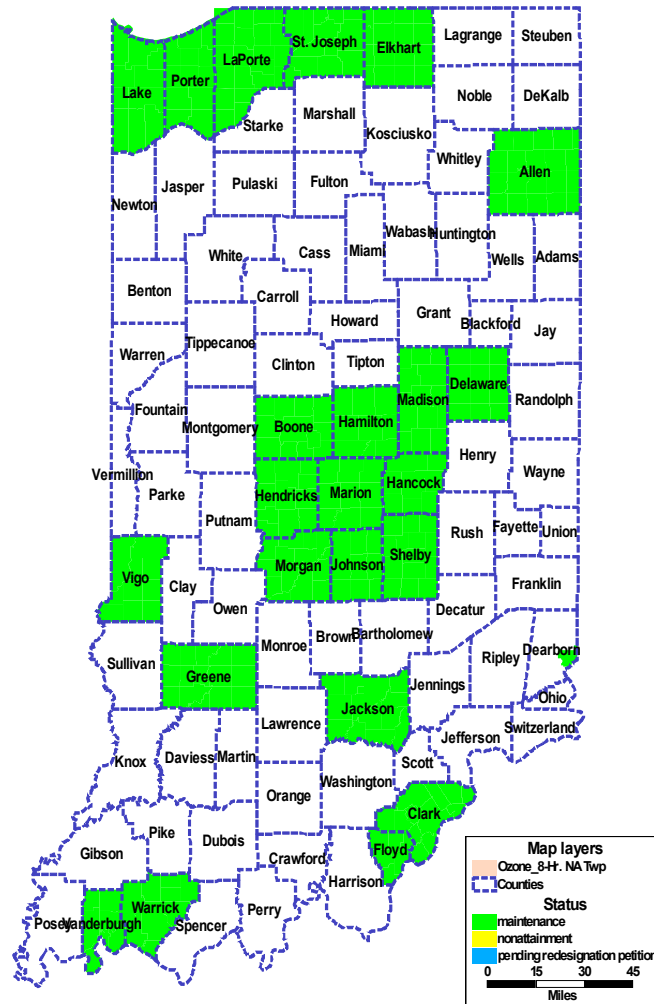 Lagrange Steuben
St. Joseph Elkhart
LaPorte
Porter
Lake
Noble DeKalb
Marshall
Starke
Kosciusko
Whitley
Allen
Jasper
Pulaski Fulton
Newton
Wabash
Huntington
Miami
White Cass
Wells Adams
Benton
Carroll
Grant
Howard
Blackford
Jay
Tippecanoe
Warren
Clinton Tipton
Delaware
Madison
Randolph
Fountain
Hamilton
Boone
Montgomery
Henry
Wayne
Vermillion
Hancock
Hendricks Marion
Parke
Putnam
Fayette
Union
Rush
Shelby
Morgan Johnson
Vigo
Clay
Franklin
Owen
Decatur
Monroe Brown Bartholomew
Dearborn
Ripley
Sullivan
Greene
Jennings
Ohio
Jackson
Lawrence
Switzerland
Jefferson
Knox Daviess Martin
Scott
Washington
Orange
Clark
Pike
Dubois
Gibson
Floyd
Crawford
Harrison
Warrick
Perry
Posey Vanderburgh
Spencer
Map layers
Ozone_8-Hr. NA Twp
Counties
Status
maintenance
nonattainment
pending redesignation petition
0 15 30 45
Miles